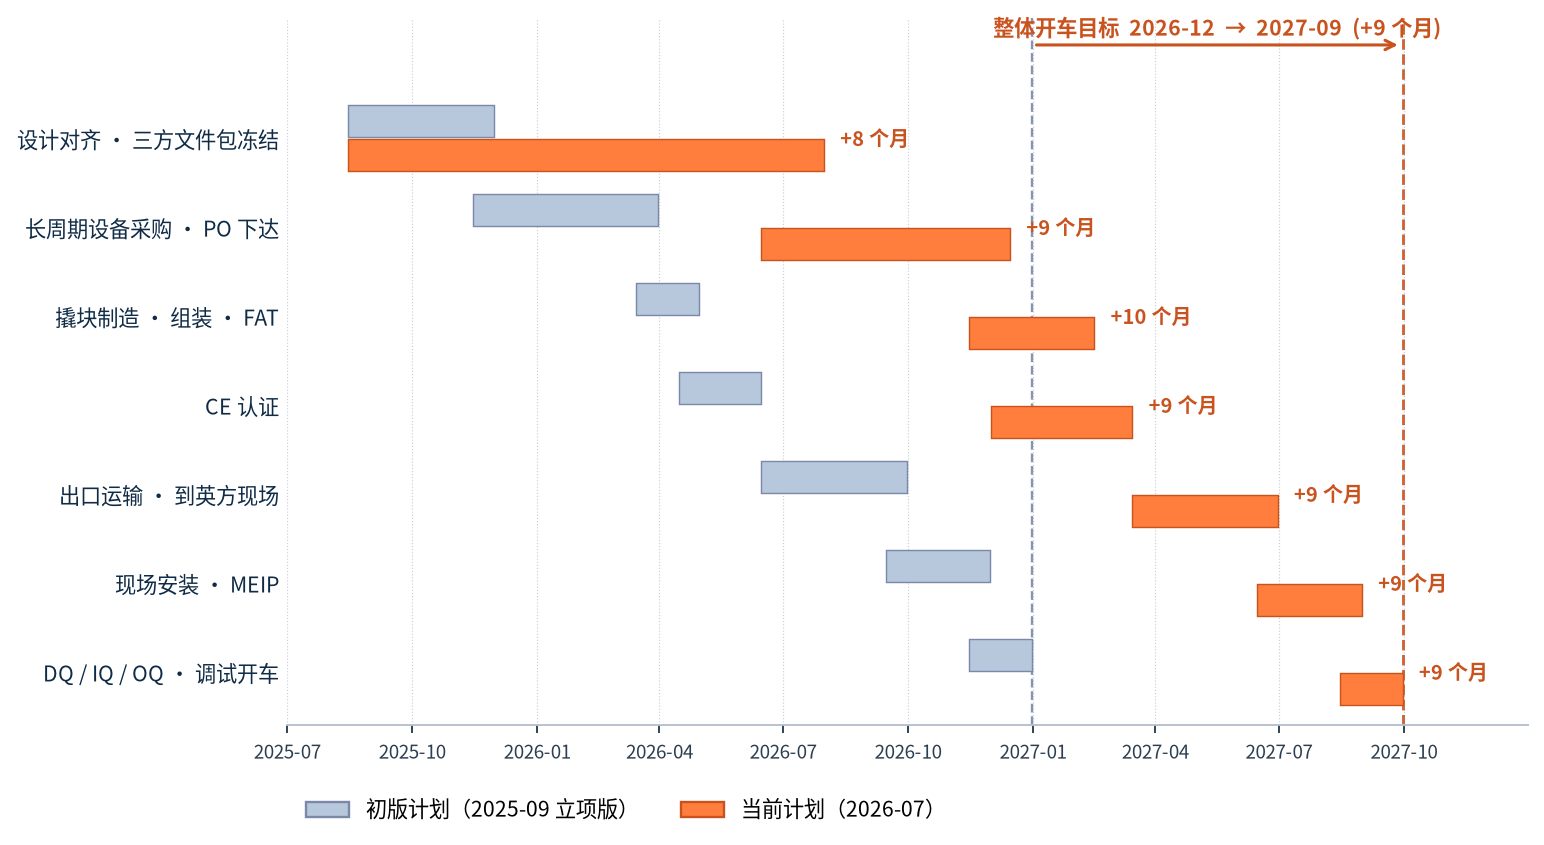 整体开车目标 2026-12 → 2027-09 (+9 个月)
设计对齐 · 三方文件包冻结
+8 个月
长周期设备采购 · PO 下达
+9 个月
撬块制造 · 组装 · FAT
+10 个月
CE 认证
+9 个月
出口运输 · 到英方现场
+9 个月
现场安装 · MEIP
+9 个月
DQ / IQ / OQ · 调试开车
+9 个月
2025-07 2025-10 2026-01 2026-04 2026-07 2026-10 2027-01 2027-04 2027-07 2027-10
初版计划（2025-09 立项版） 当前计划（2026-07）